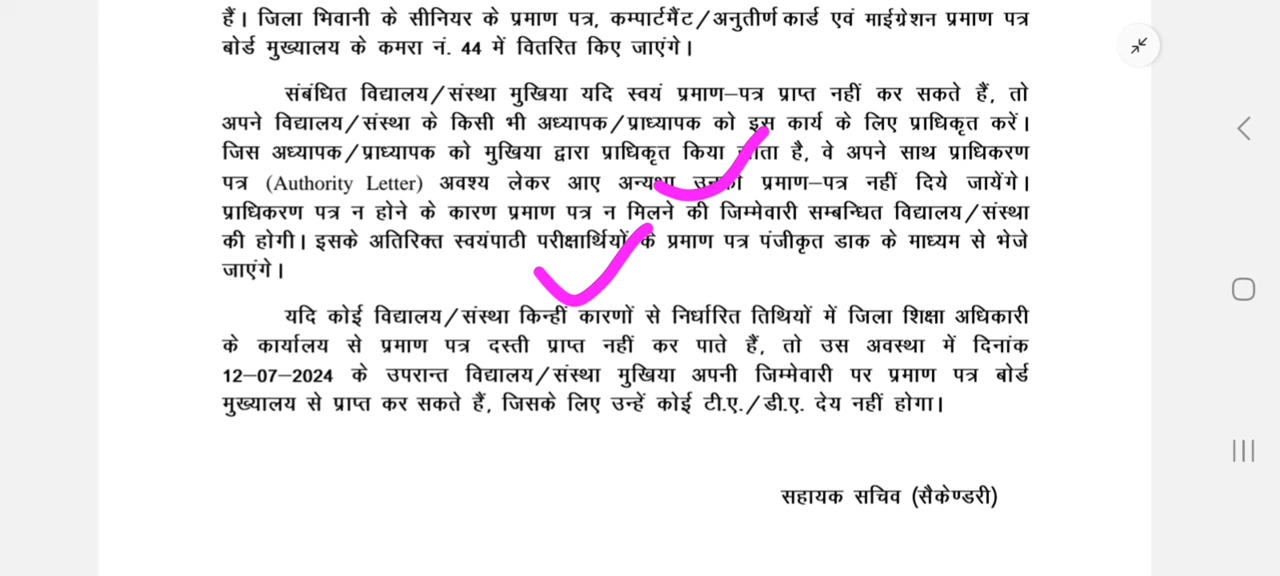 हैं। जिला भिवानी के सीनियर के प्रमाण पत्र, कम्पार्टमैंट/अनुतीर्ण कार्ड एवं माईग्रेशन प्रमाण पत्र
बोर्ड मुख्यालय के कमरा नं. 44 में वितरित किए जाएंगे।
संबंधित विद्यालय/संस्था मुखिया यदि स्वयं प्रमाण–पत्र प्राप्त नहीं कर सकते हैं, तो
अपने विद्यालय/संस्था के किसी भी अध्यापक/प्राध्यापक को इस कार्य के लिए प्राधिकृत करें।
जिस अध्यापक/प्राध्यापक को मुखिया द्वारा प्राधिकृत किया जाता है, वे अपने साथ प्राधिकरण
पत्र (Authority Letter) अवश्य लेकर आए अन्यथा उनको प्रमाण–पत्र नहीं दिये जायेंगे।
प्राधिकरण पत्र न होने के कारण प्रमाण पत्र न मिलने की जिम्मेवारी सम्बन्धित विद्यालय/संस्था
की होगी। इसके अतिरिक्त स्वयंपाठी परीक्षार्थियों के प्रमाण पत्र पंजीकृत डाक के माध्यम से भेजे
जाएंगे।
यदि कोई विद्यालय/संस्था किन्हीं कारणों से निर्धारित तिथियों में जिला शिक्षा अधिकारी
के कार्यालय से प्रमाण पत्र दस्ती प्राप्त नहीं कर पाते हैं, तो उस अवस्था में दिनांक
12–07–2024 के उपरान्त विद्यालय/संस्था मुखिया अपनी जिम्मेवारी पर प्रमाण पत्र बोर्ड
मुख्यालय से प्राप्त कर सकते हैं, जिसके लिए उन्हें कोई टी.ए./डी.ए. देय नहीं होगा।
सहायक सचिव (सैकेण्डरी)